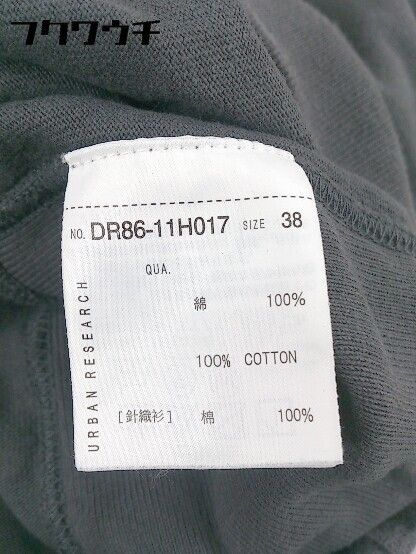 フクワウチ
NO. DR86-11H017 SIZE 38
QUA.
綿 100%
100% COTTON
[針織衫] 棉 100%
URBAN RESEARCH